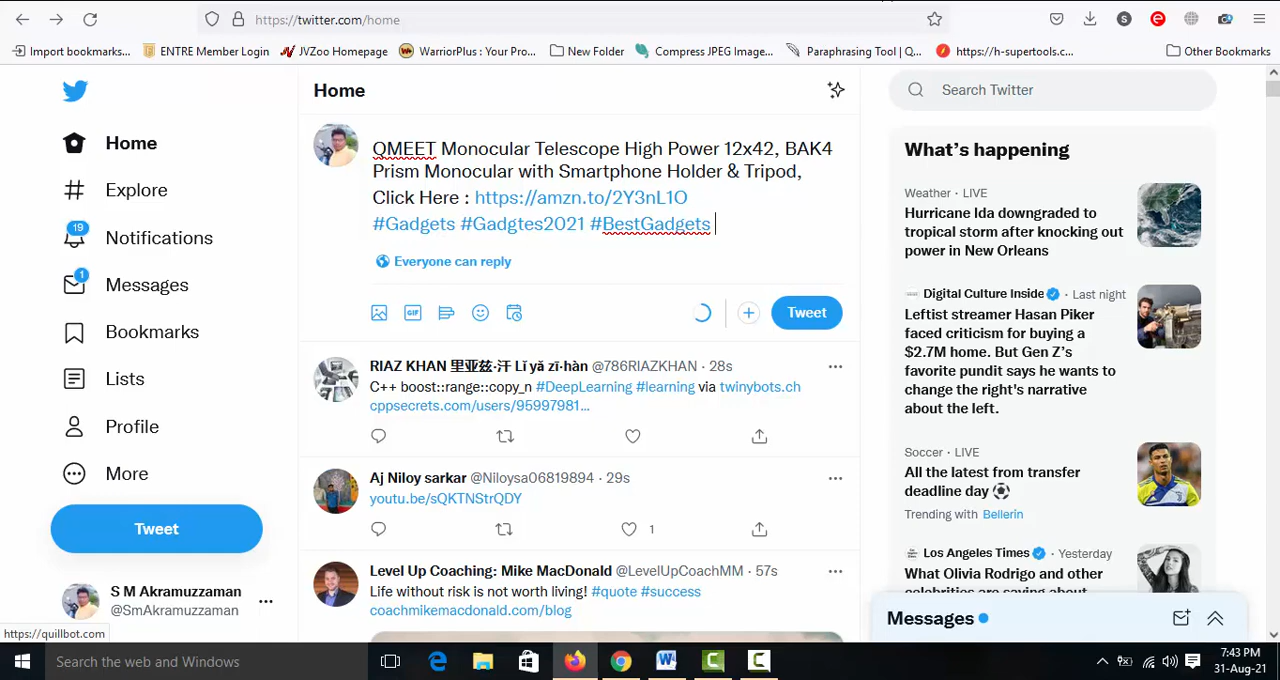 https://twitter.com/home
Import bookmarks...
ENTRE Member Login
JVZoo Homepage
WarriorPlus : Your Pro...
New Folder
Compress JPEG Image...
Paraphrasing Tool | Q...
https://h-supertools.c...
Other Bookmarks
Home
Explore
19
Notifications
1
Messages
Bookmarks
Lists
Profile
More
Tweet
S M Akramuzzaman
@SmAkramuzzaman
https://quillbot.com
Home
QMEET Monocular Telescope High Power 12x42, BAK4
Prism Monocular with Smartphone Holder & Tripod,
Click Here : https://amzn.to/2Y3nL1O
#Gadgets #Gadgtes2021 #BestGadgets
Everyone can reply
GIF
Tweet
RIAZ KHAN 里亚兹·汗 Lǐ yǎ zī·hàn @786RIAZKHAN · 28s
C++ boost::range::copy_n #DeepLearning #learning via twinybots.ch
cppsecrets.com/users/95997981...
Aj Niloy sarkar @Niloysa06819894 · 29s
youtu.be/sQKTNStrQDY
1
Level Up Coaching: Mike MacDonald @LevelUpCoachMM · 57s
Life without risk is not worth living! #quote #success
coachmikemacdonald.com/blog
Search Twitter
What's happening
Weather · LIVE
Hurricane Ida downgraded to
tropical storm after knocking out
power in New Orleans
Digital Culture Inside · Last night
Leftist streamer Hasan Piker
faced criticism for buying a
$2.7M home. But Gen Z's
favorite pundit says he wants to
change the right's narrative
about the left.
Soccer · LIVE
All the latest from transfer
deadline day
Trending with Bellerin
Los Angeles Times · Yesterday
What Olivia Rodrigo and other
celebrities are saying about
Messages
Search the web and Windows
7:43 PM
31-Aug-21